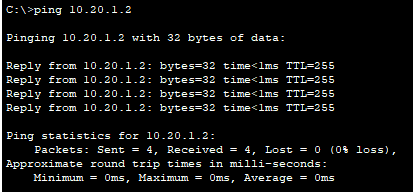 C:\>ping 10.20.1.2
Pinging 10.20.1.2 with 32 bytes of data:
Reply from 10.20.1.2: bytes=32 time<1ms TTL=255
Reply from 10.20.1.2: bytes=32 time<1ms TTL=255
Reply from 10.20.1.2: bytes=32 time<1ms TTL=255
Reply from 10.20.1.2: bytes=32 time<1ms TTL=255
Ping statistics for 10.20.1.2:
Packets: Sent = 4, Received = 4, Lost = 0 (0% loss),
Approximate round trip times in milli-seconds:
Minimum = 0ms, Maximum = 0ms, Average = 0ms